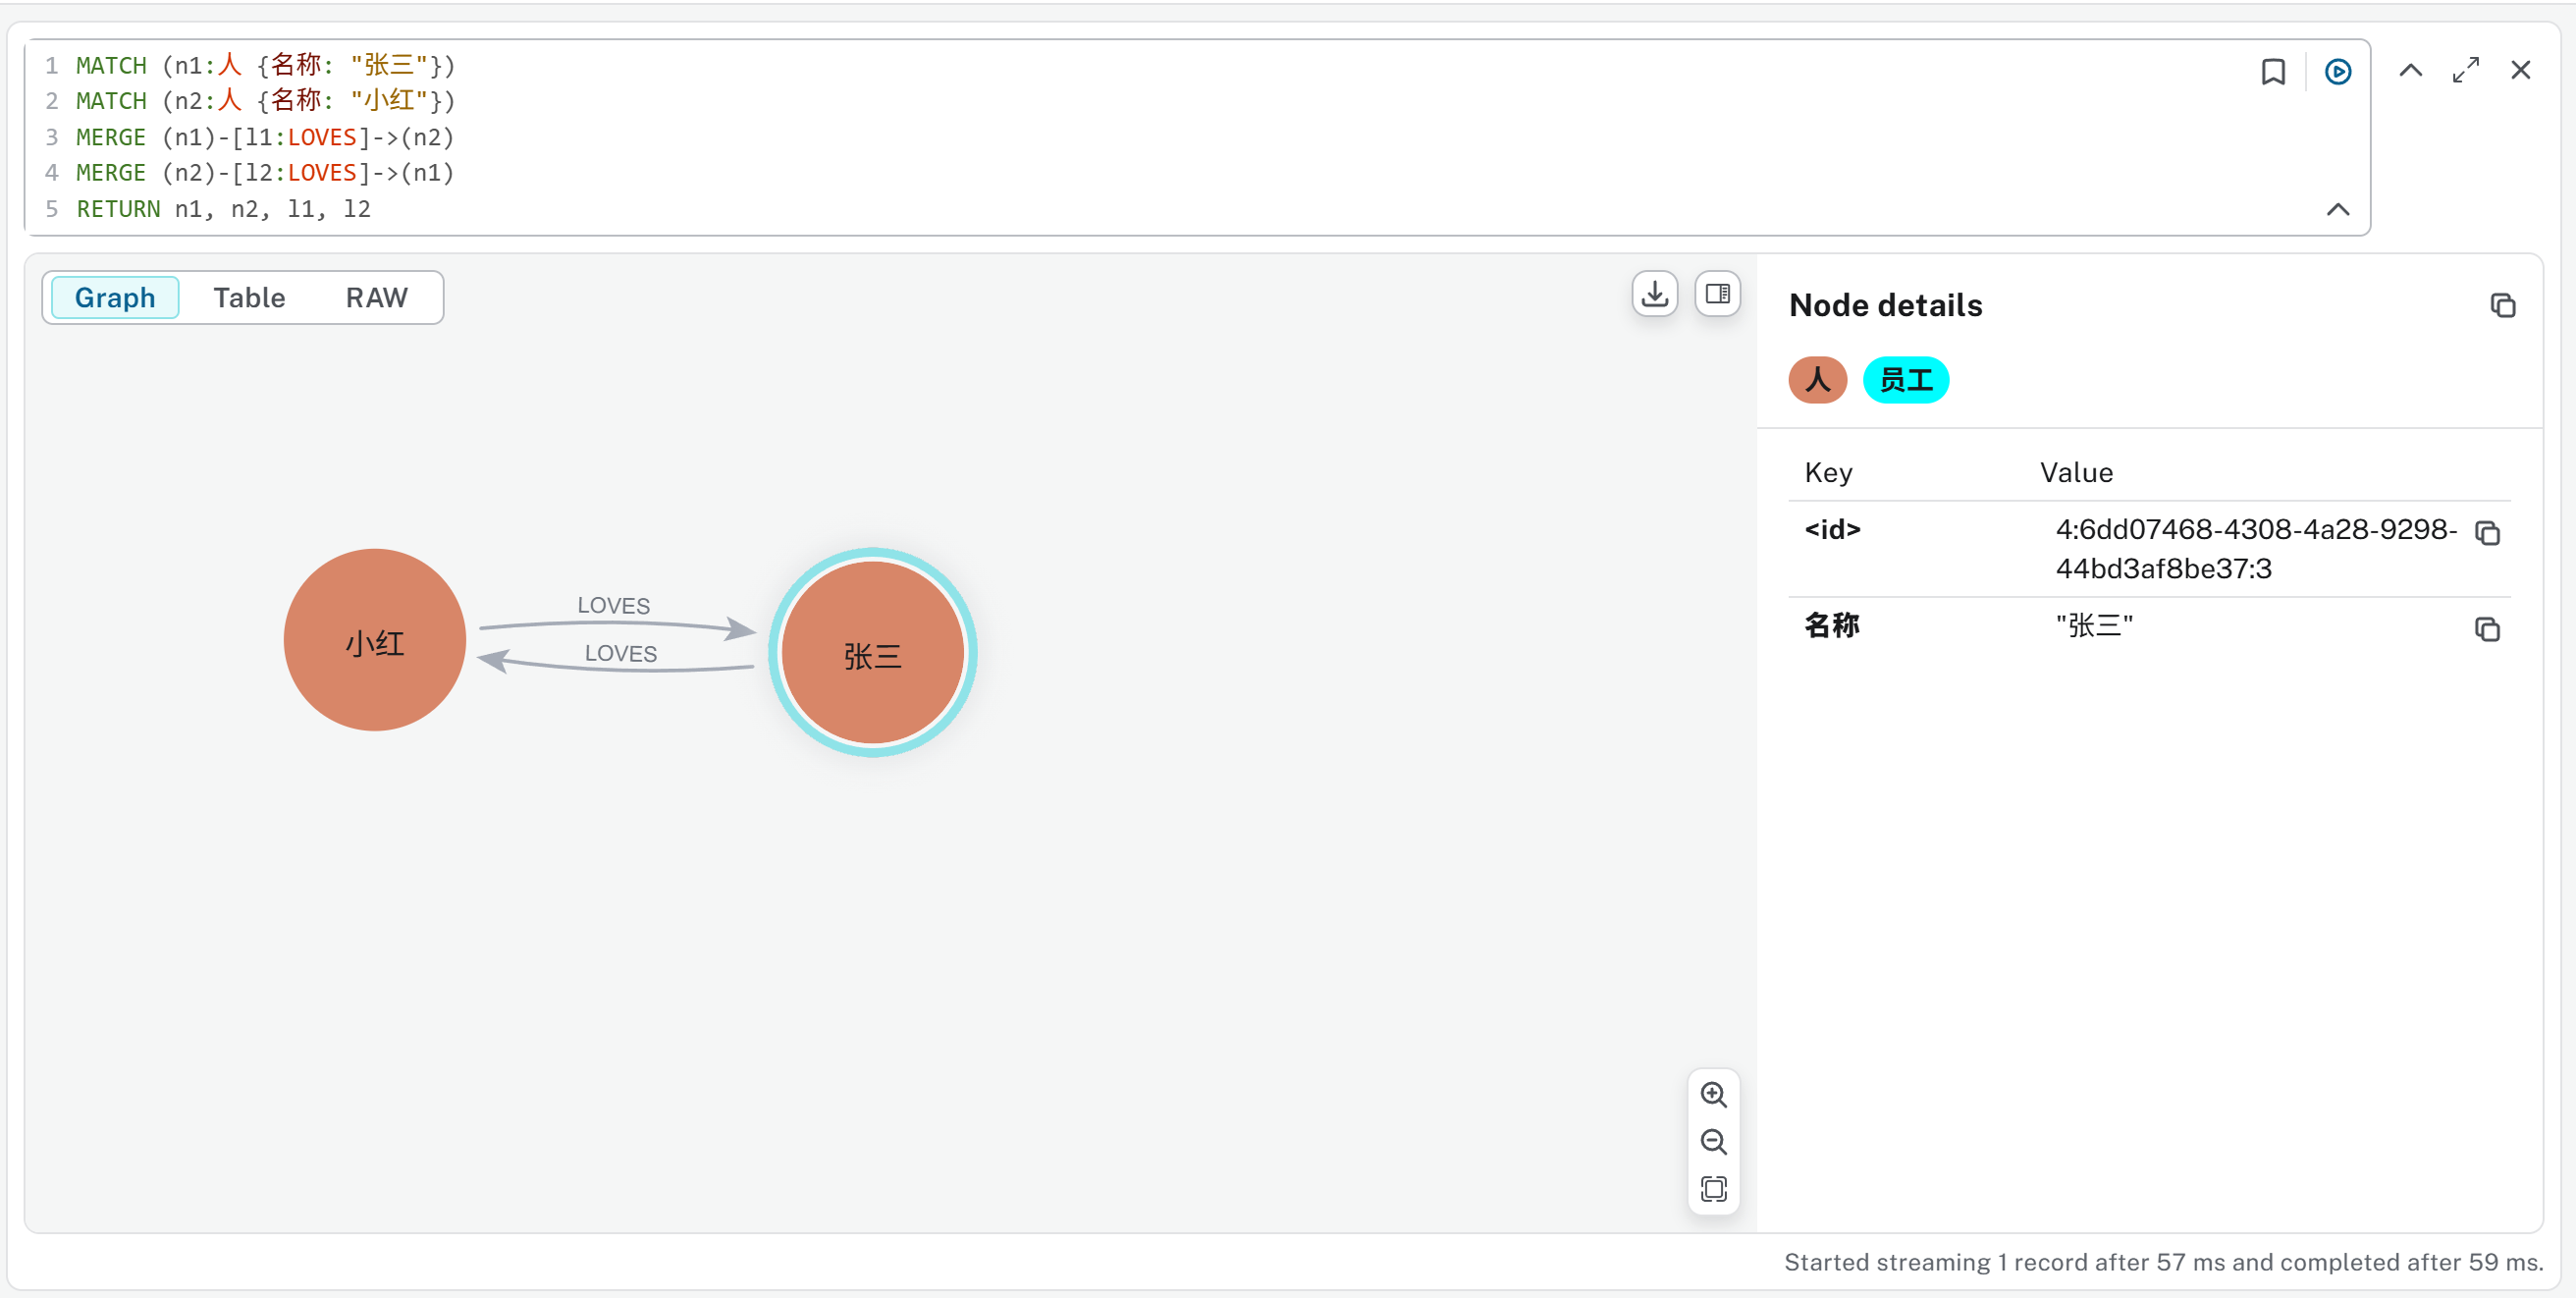 1 MATCH (n1:人 {名称: "张三"})
2 MATCH (n2:人 {名称: "小红"})
3 MERGE (n1)-[l1:LOVES]->(n2)
4 MERGE (n2)-[l2:LOVES]->(n1)
5 RETURN n1, n2, l1, l2
Graph Table RAW
小红
LOVES
LOVES
张三
Node details
人 员工
Key Value
<id> 4:6dd07468-4308-4a28-9298-
44bd3af8be37:3
名称 "张三"
Started streaming 1 record after 57 ms and completed after 59 ms.